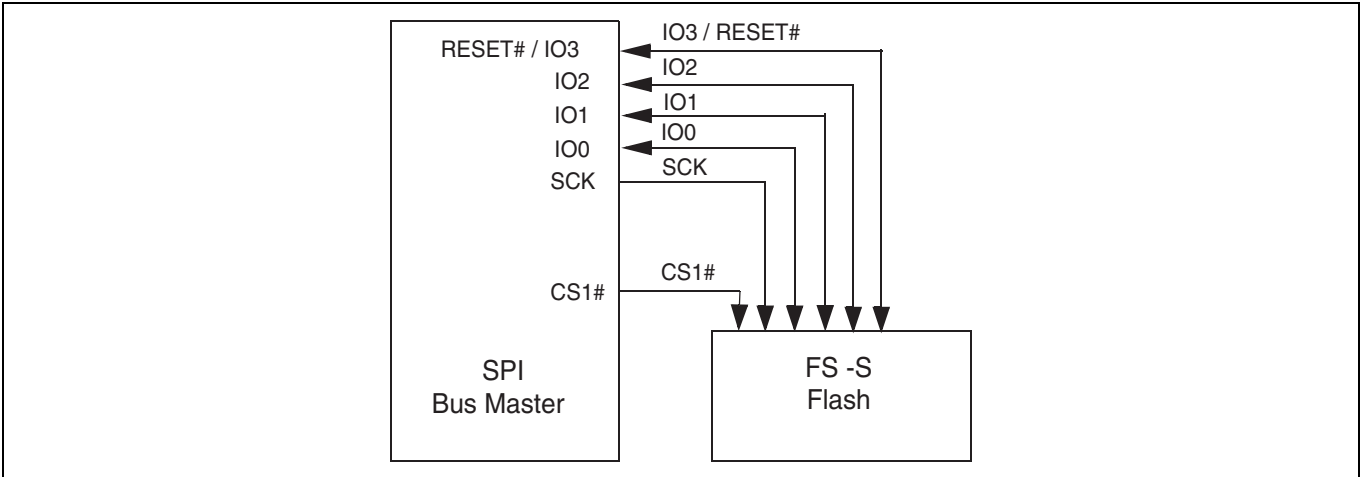 RESET# / IO3
IO2
IO1
IO0
SCK
CS1#
SPI
Bus Master
IO3 / RESET#
IO2
IO1
IO0
SCK
CS1#
FS -S
Flash